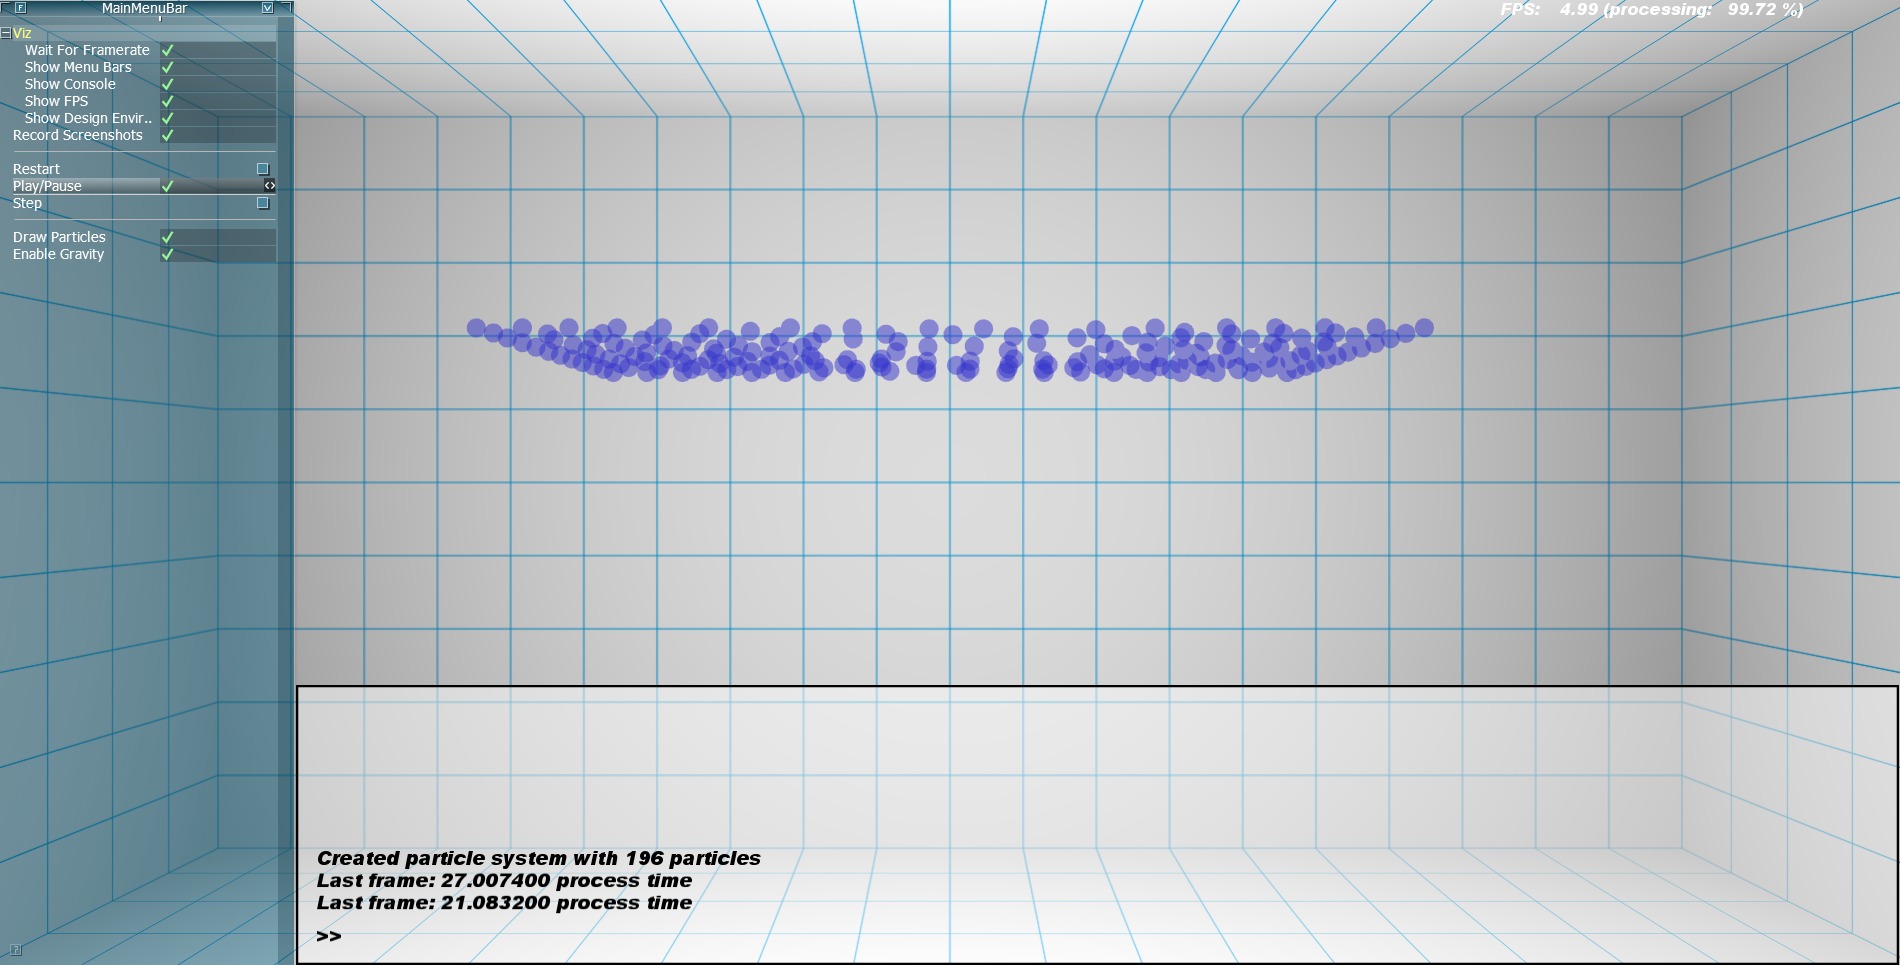 MainMenuBar
FPS: 4.99 (processing: 99.72 %)
Viz
Wait For Framerate
Show Menu Bars
Show Console
Show FPS
Show Design Envir..
Record Screenshots
Restart
Play/Pause
Step
Draw Particles
Enable Gravity
Created particle system with 196 particles
Last frame: 27.007400 process time
Last frame: 21.083200 process time
>>